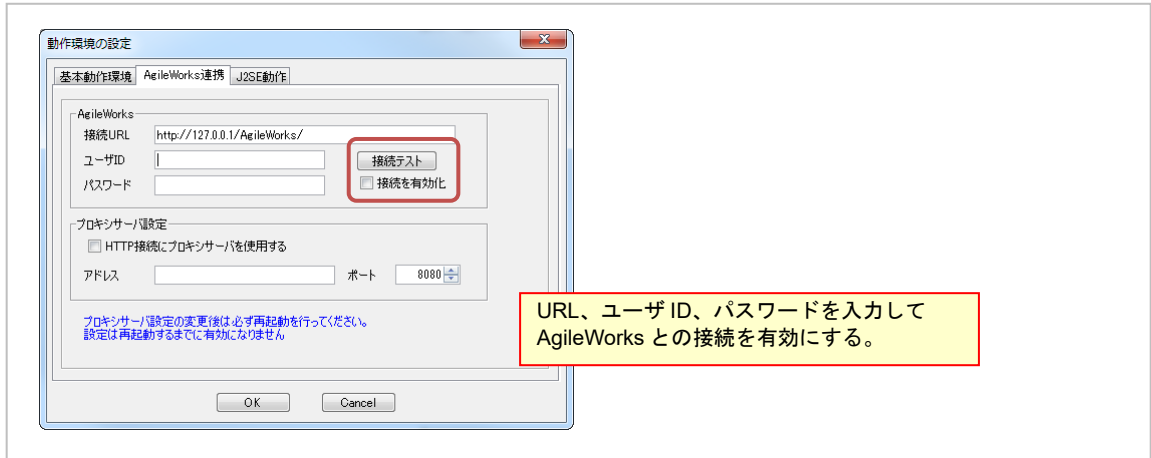 動作環境の設定
基本動作環境 AgileWorks連携 J2SE動作
AgileWorks
接続URL http://127.0.0.1/AgileWorks/
ユーザID
接続テスト
パスワード
接続を有効化
プロキシサーバ設定
HTTP接続にプロキシサーバを使用する
アドレス ポート 8080
プロキシサーバ設定の変更後は必ず再起動を行ってください。
設定は再起動するまでに有効になりません
OK Cancel
URL、ユーザ ID、パスワードを入力して
AgileWorks との接続を有効にする。